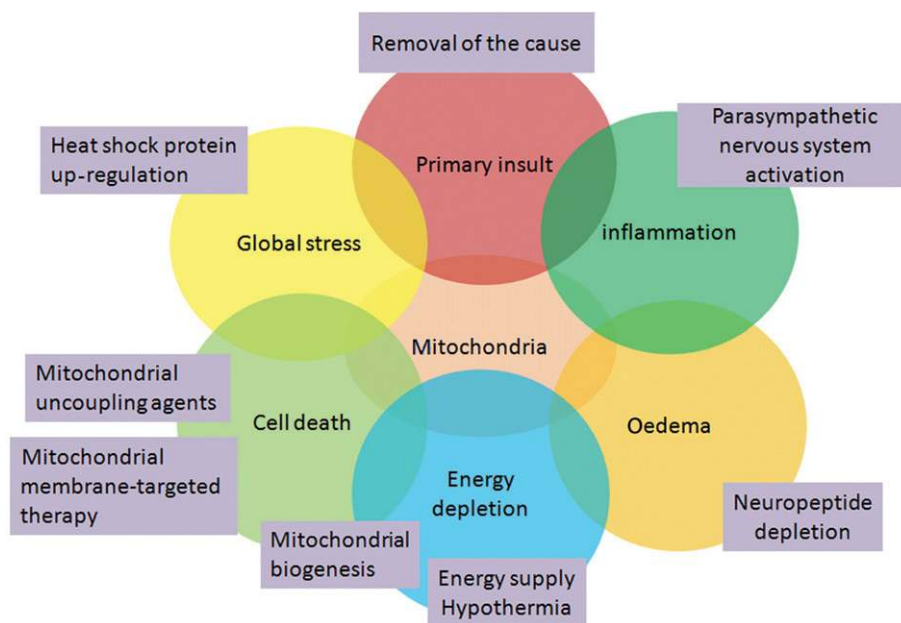 Removal of the cause
Primary insult
Parasympathetic
nervous system
activation
inflammation
Heat shock protein
up-regulation
Global stress
Mitochondria
Mitochondrial
uncoupling agents
Mitochondrial
membrane-targeted
therapy
Cell death
Mitochondrial
biogenesis
Energy
depletion
Energy supply
Hypothermia
Oedema
Neuropeptide
depletion